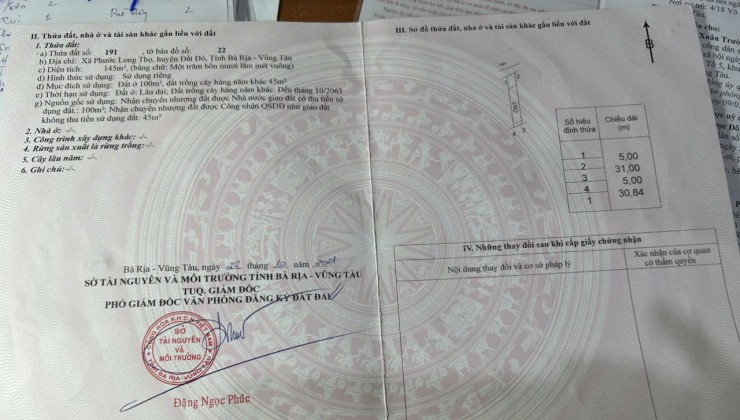 II. Thửa đất, nhà ở và tài sản khác gắn liền với đất
1. Thửa đất:
a) Thửa đất số: 191, tờ bản đồ số: 22
b) Địa chỉ: Xã Phước Long Thọ, huyện Đất Đỏ, Tỉnh Bà Rịa - Vũng Tàu
c) Diện tích: 145m², (bằng chữ: Một trăm bốn mươi lăm mét vuông)
d) Hình thức sử dụng: Sử dụng riêng
đ) Mục đích sử dụng: Đất ở 100m²; đất trồng cây hàng năm khác 45m²
e) Thời hạn sử dụng: Đất ở: Lâu dài; Đất trồng cây hàng năm khác: Đến tháng 10/2063
g) Nguồn gốc sử dụng: Nhận chuyển nhượng đất được Nhà nước giao đất có thu tiền sử
dụng đất.: 100m²; Nhận chuyển nhượng đất được Công nhận QSDĐ như giao đất
không thu tiền sử dụng đất: 45m²
2. Nhà ở: -/-
3. Công trình xây dựng khác: -/-
4. Rừng sản xuất là rừng trồng: -/-
5. Cây lâu năm: -/-
6. Ghi chú: -/-
Bà Rịa - Vũng Tàu, ngày 28 tháng 10 năm 2021
SỞ TÀI NGUYÊN VÀ MÔI TRƯỜNG TỈNH BÀ RỊA - VŨNG TÀU
TUQ. GIÁM ĐỐC
PHÓ GIÁM ĐỐC VĂN PHÒNG ĐĂNG KÝ ĐẤT ĐAI
SỞ
TÀI NGUYÊN
VÀ
MÔI TRƯỜNG
TỈNH BÀ RỊA-VŨNG TÀU
Đặng Ngọc Phúc
III. Sơ đồ thửa đất, nhà ở và tài sản khác gắn liền với đất
B
2
4 3
Số hiệu
đỉnh thửa
Chiều dài
(m)
1
5,00
2
31,00
3
5,00
4
30,84
1
IV. Những thay đổi sau khi cấp giấy chứng nhận
Nội dung thay đổi và cơ sở pháp lý
Xác nhận của cơ quan
có thẩm quyền